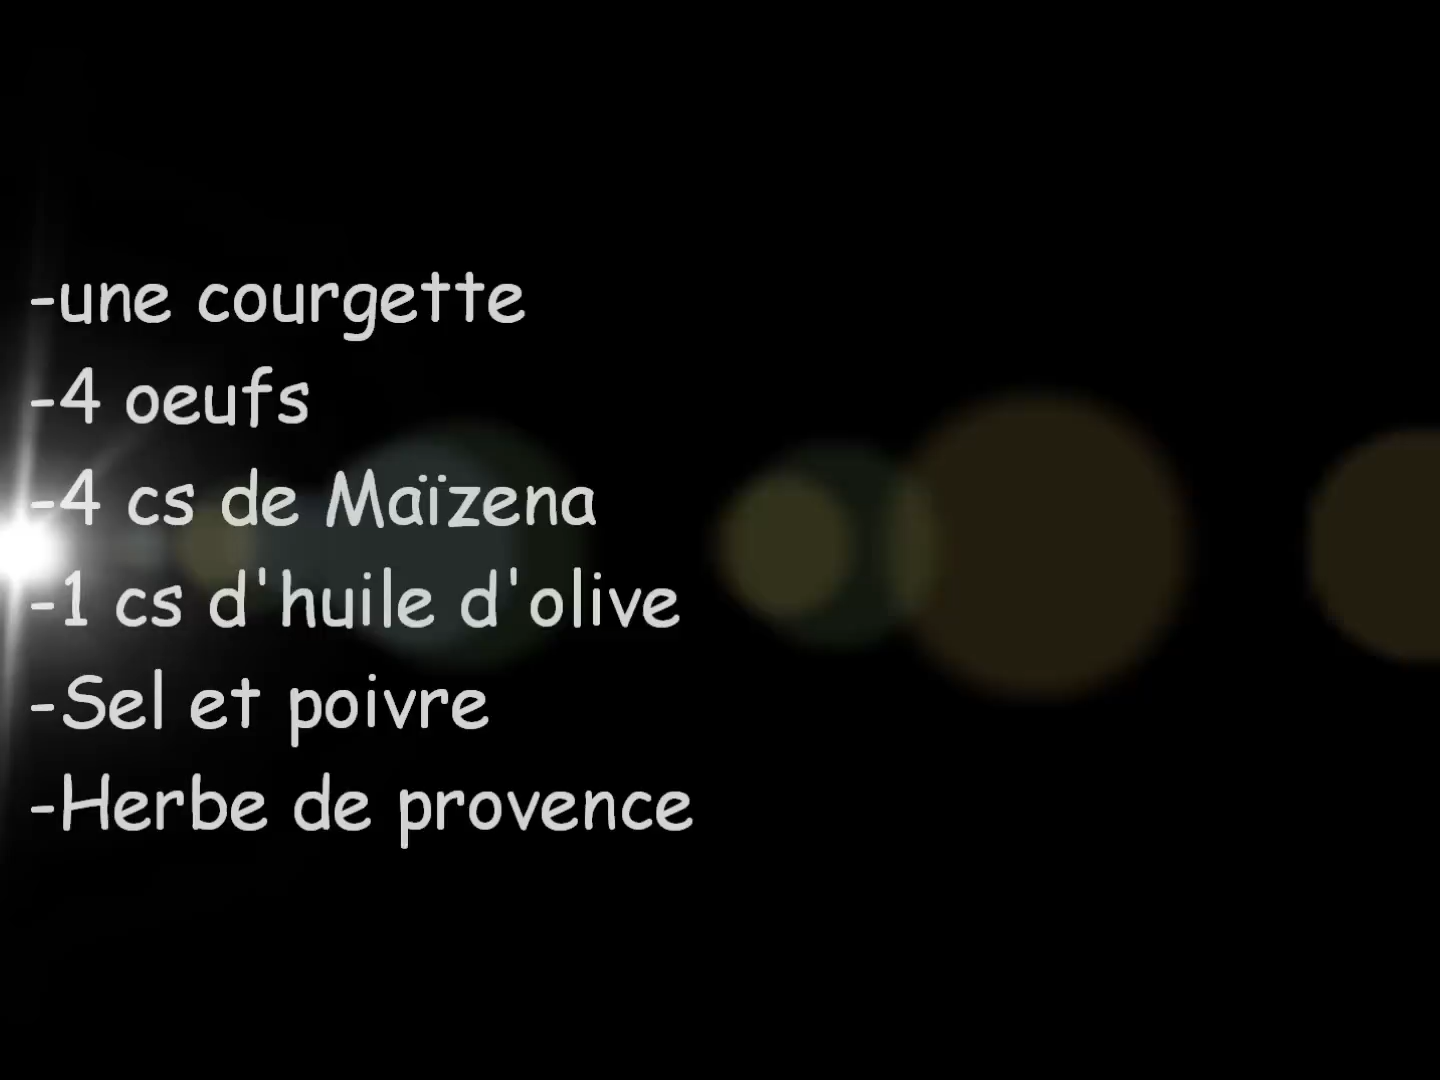 -une courgette
-4 oeufs
-4 cs de Maïzena
-1 cs d'huile d'olive
-Sel et poivre
-Herbe de provence